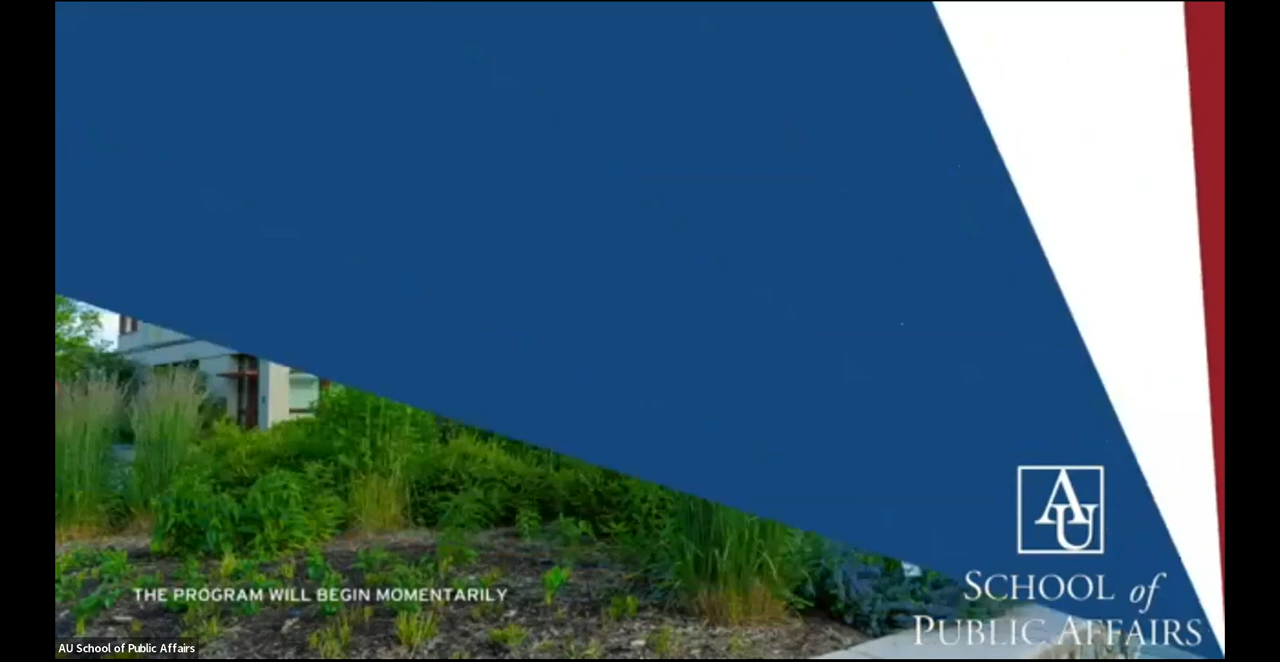 THE PROGRAM WILL BEGIN MOMENTARILY
AU
SCHOOL of
PUBLIC AFFAIRS
AU School of Public Affairs